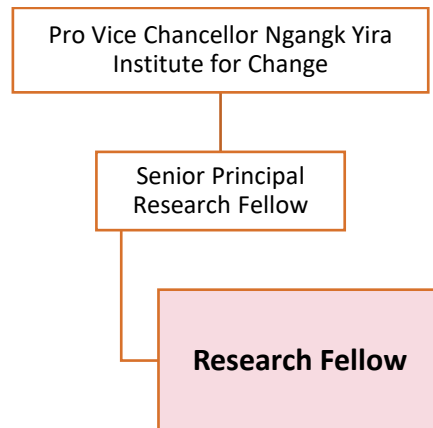 Pro Vice Chancellor Ngangk Yira
Institute for Change
Senior Principal
Research Fellow
Research Fellow